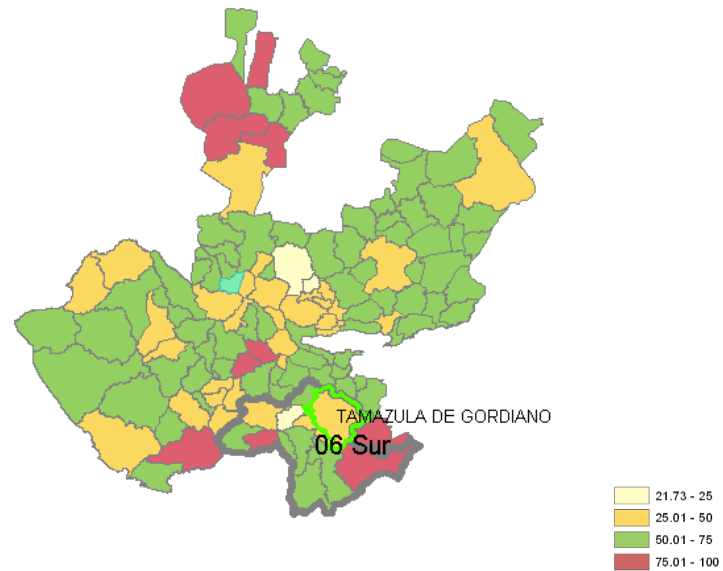 TAMAZULA DE GORDIANO
06 Sur
21.73 - 25
25.01 - 50
50.01 - 75
75.01 - 100